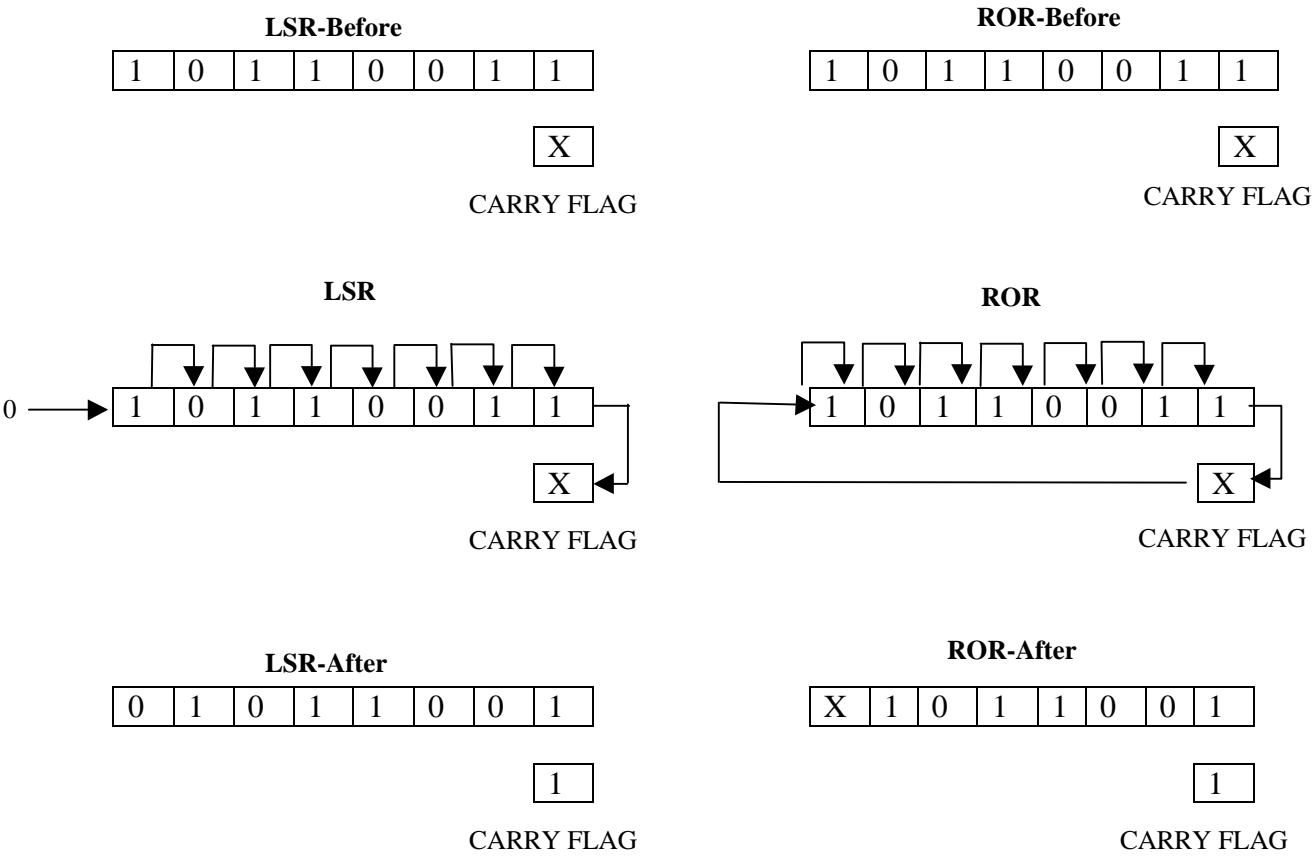 LSR-Before
1 0 1 1 0 0 1 1
X
CARRY FLAG
ROR-Before
1 0 1 1 0 0 1 1
X
CARRY FLAG
LSR
0 1 0 1 1 0 0 1 1
X
CARRY FLAG
ROR
1 0 1 1 0 0 1 1
X
CARRY FLAG
LSR-After
0 1 0 1 1 0 0 1
1
CARRY FLAG
ROR-After
X 1 0 1 1 0 0 1
1
CARRY FLAG